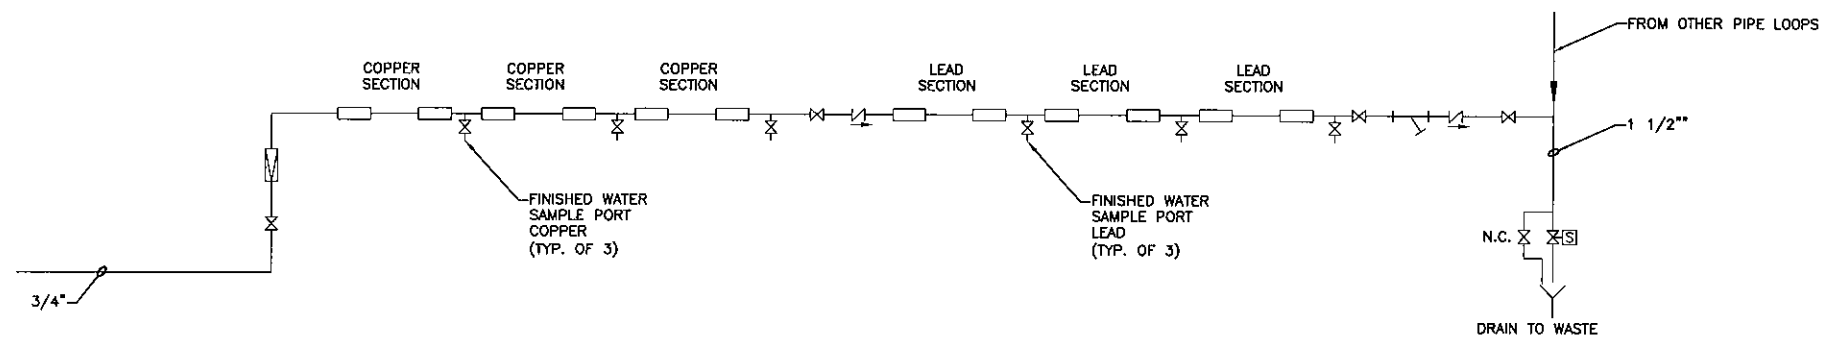 FROM OTHER PIPE LOOPS
COPPER
SECTION
COPPER
SECTION
COPPER
SECTION
LEAD
SECTION
LEAD
SECTION
LEAD
SECTION
1 1/2""
FINISHED WATER
SAMPLE PORT
COPPER
(TYP. OF 3)
FINISHED WATER
SAMPLE PORT
LEAD
(TYP. OF 3)
N.C.
S
3/4"
DRAIN TO WASTE